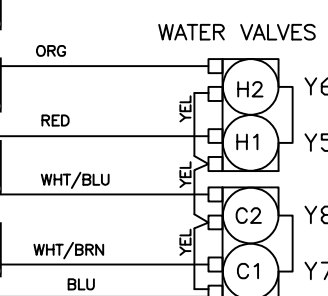 WATER VALVES
ORG
H2
Y6
YEL
RED
H1
Y5
YEL
WHT/BLU
C2
Y8
YEL
WHT/BRN
C1
Y7
BLU